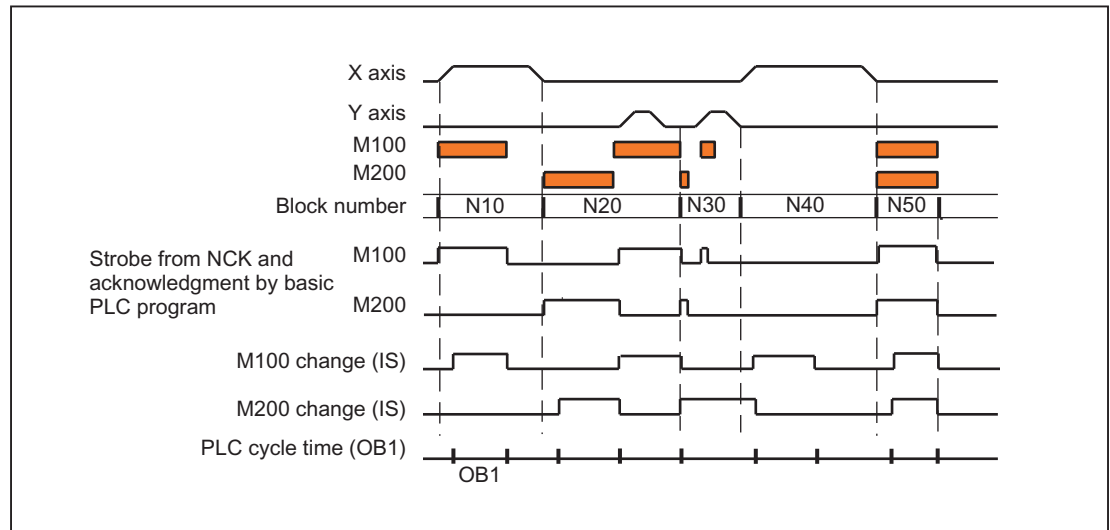 X axis
Y axis
M100
M200
Block number N10 N20 N30 N40 N50
Strobe from NCK and
acknowledgment by basic
PLC program
M100
M200
M100 change (IS)
M200 change (IS)
PLC cycle time (OB1)
OB1